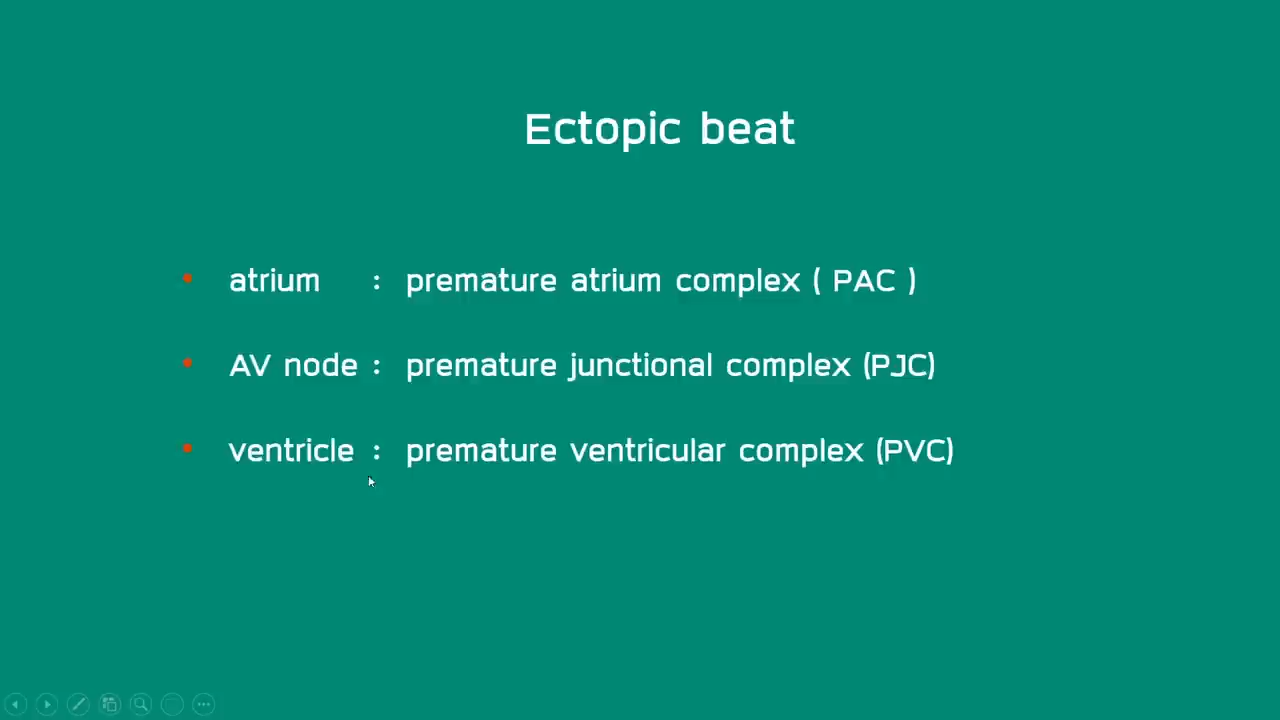 Ectopic beat
• atrium : premature atrium complex ( PAC )
• AV node : premature junctional complex (PJC)
• ventricle : premature ventricular complex (PVC)